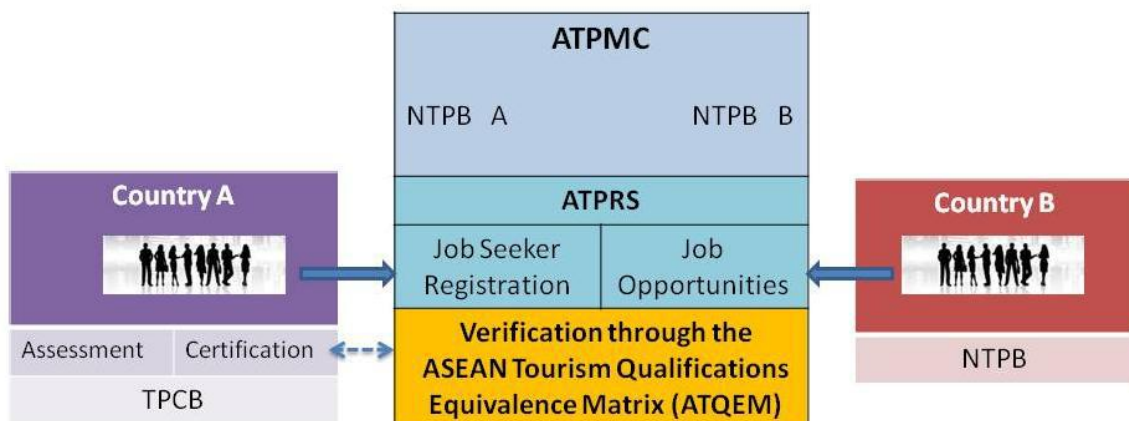 ATPMC
NTPB A
NTPB B
Country A
ATPRS
Country B
Job Seeker
Registration
Job
Opportunities
Assessment
Certification
TPCB
Verification through the
ASEAN Tourism Qualifications
Equivalence Matrix (ATQEM)
NTPB